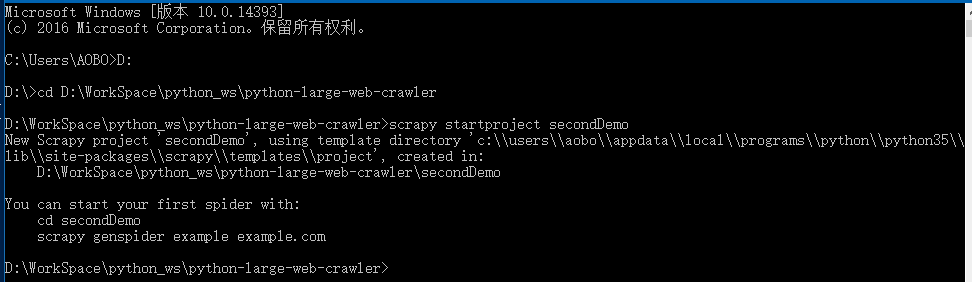 Microsoft Windows [版本 10.0.14393]
(c) 2016 Microsoft Corporation。保留所有权利。
C:\Users\AOBO>D:
D:\>cd D:\WorkSpace\python_ws\python-large-web-crawler
D:\WorkSpace\python_ws\python-large-web-crawler>scrapy startproject secondDemo
New Scrapy project 'secondDemo', using template directory 'c:\\users\\aobo\\appdata\\local\\programs\\python\\python35\\
lib\\site-packages\\scrapy\\templates\\project', created in:
    D:\WorkSpace\python_ws\python-large-web-crawler\secondDemo
You can start your first spider with:
    cd secondDemo
    scrapy genspider example example.com
D:\WorkSpace\python_ws\python-large-web-crawler>